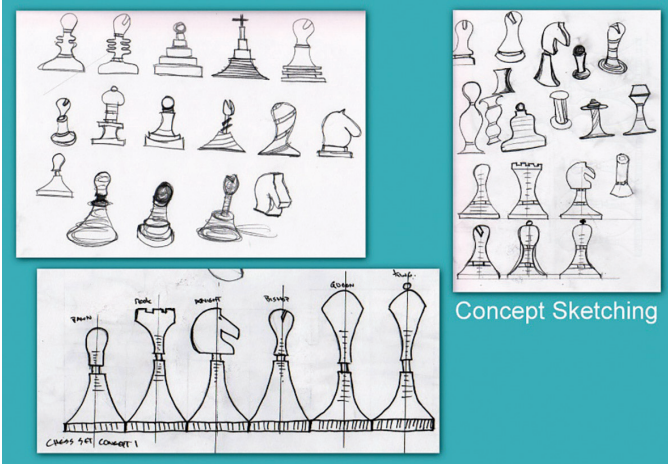 PAWN
ROOK
KNIGHT
BISHOP
QUEEN
KING.
CHESS SET CONCEPT 1
Concept Sketching